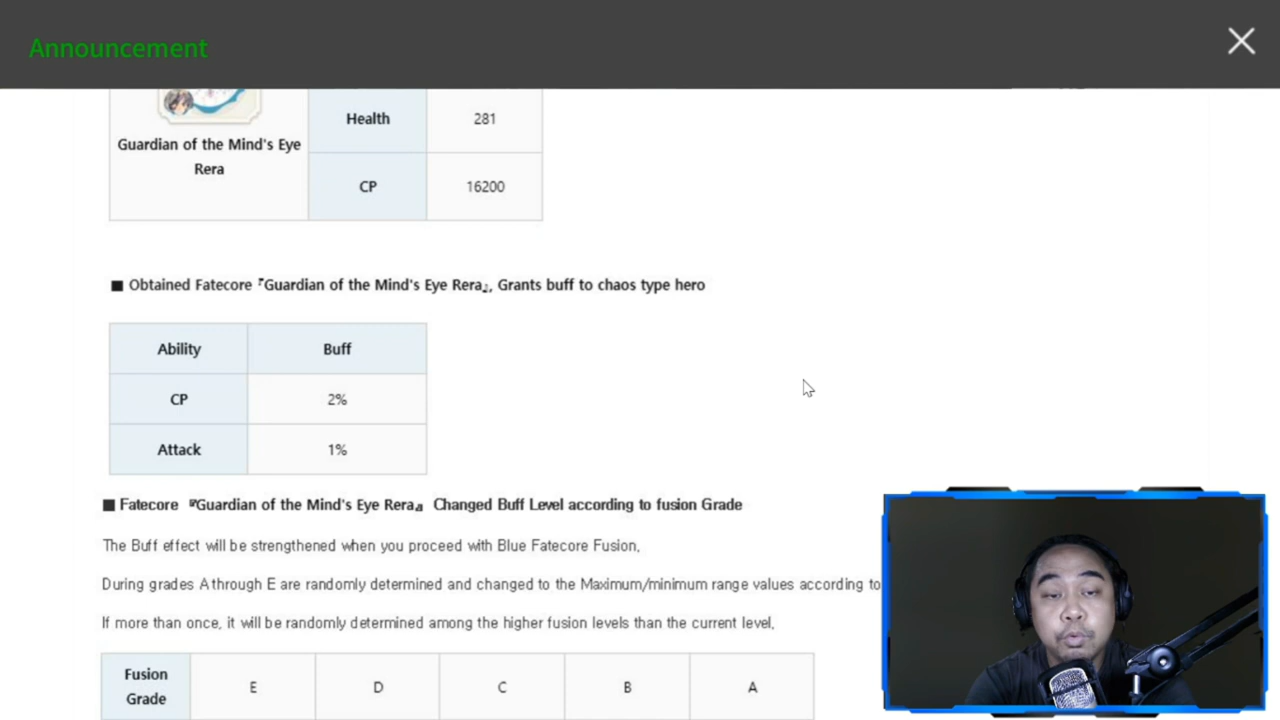 Announcement
Guardian of the Mind's Eye
Rera
Health 281
CP 16200
■ Obtained Fatecore『Guardian of the Mind's Eye Rera』, Grants buff to chaos type hero
Ability Buff
CP 2%
Attack 1%
■ Fatecore 『Guardian of the Mind's Eye Rera』 Changed Buff Level according to fusion Grade
The Buff effect will be strengthened when you proceed with Blue Fatecore Fusion,
During grades A through E are randomly determined and changed to the Maximum/minimum range values according to
If more than once, it will be randomly determined among the higher fusion levels than the current level,
Fusion
Grade
E D C B A